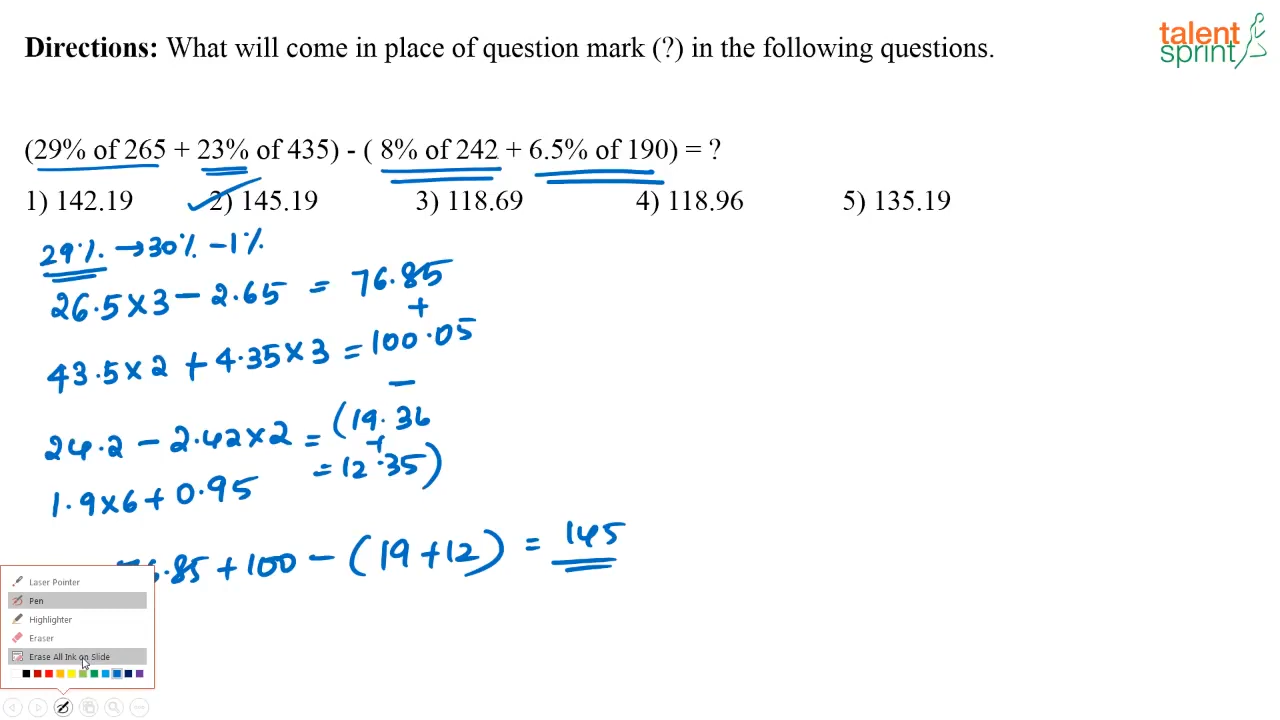 Directions: What will come in place of question mark (?) in the following questions.
talent
sprint
(29% of 265 + 23% of 435) - ( 8% of 242 + 6.5% of 190) = ?
1) 142.19 2) 145.19 3) 118.69 4) 118.96 5) 135.19
29% → 30% - 1%
26.5 × 3 - 2.65 = 76.85
+
43.5 × 2 + 4.35 × 3 = 100.05
-
24.2 - 2.42 × 2 = (19.36
+
1.9 × 6 + 0.95 = 12.35)
.85 + 100 - (19 + 12) = 145
Laser Pointer
Pen
Highlighter
Eraser
Erase All Ink on Slide